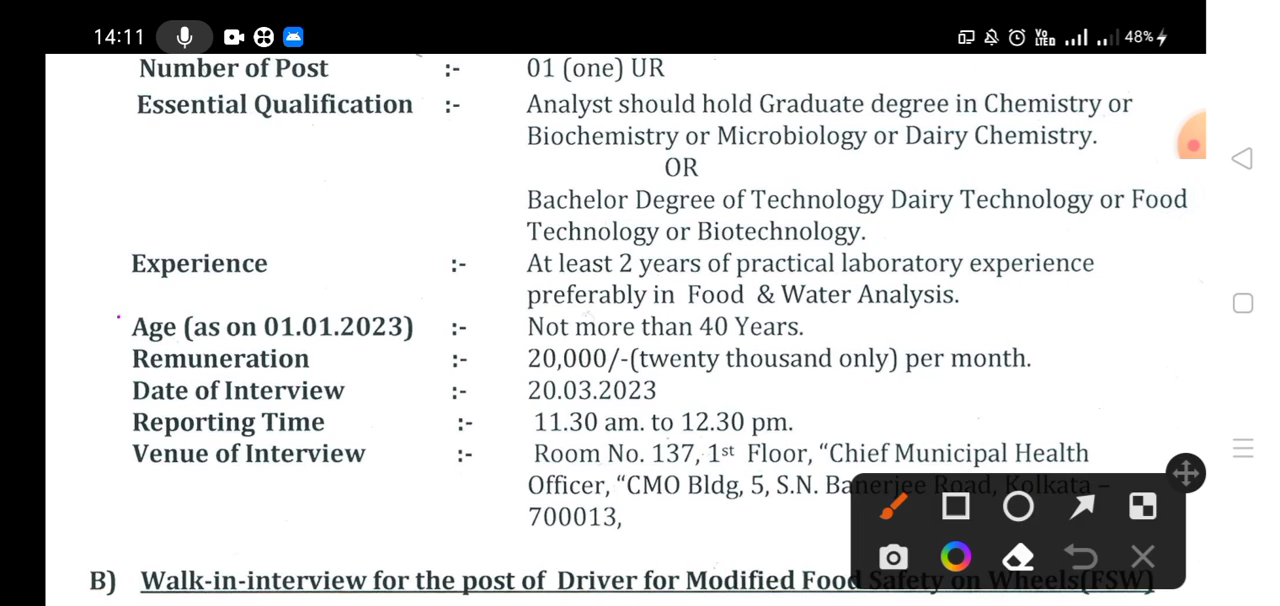 14:11 Vo LTED 48%
Number of Post :- 01 (one) UR
Essential Qualification :- Analyst should hold Graduate degree in Chemistry or
Biochemistry or Microbiology or Dairy Chemistry.
OR
Bachelor Degree of Technology Dairy Technology or Food
Technology or Biotechnology.
Experience :- At least 2 years of practical laboratory experience
preferably in Food & Water Analysis.
Age (as on 01.01.2023) :- Not more than 40 Years.
Remuneration :- 20,000/-(twenty thousand only) per month.
Date of Interview :- 20.03.2023
Reporting Time :- 11.30 am. to 12.30 pm.
Venue of Interview :- Room No. 137, 1st Floor, “Chief Municipal Health
Officer, “CMO Bldg, 5, S.N. Banerjee Road, Kolkata –
700013,
B) Walk-in-interview for the post of Driver for Modified Food Safety on Wheels(FSW)